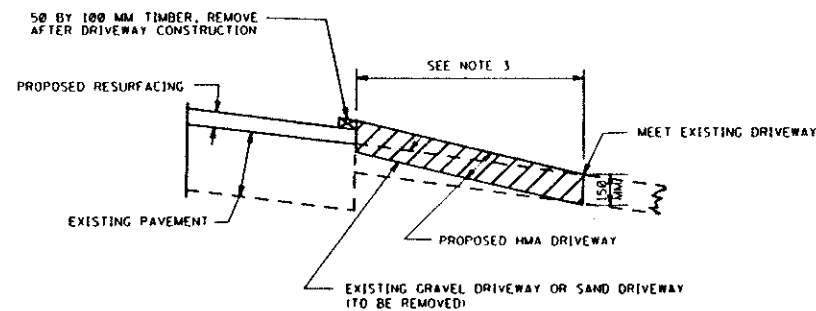 50 BY 100 MM TIMBER, REMOVE
AFTER DRIVEWAY CONSTRUCTION
SEE NOTE 3
PROPOSED RESURFACING
MEET EXISTING DRIVEWAY
150
MM
EXISTING PAVEMENT
PROPOSED HMA DRIVEWAY
EXISTING GRAVEL DRIVEWAY OR SAND DRIVEWAY
(TO BE REMOVED)